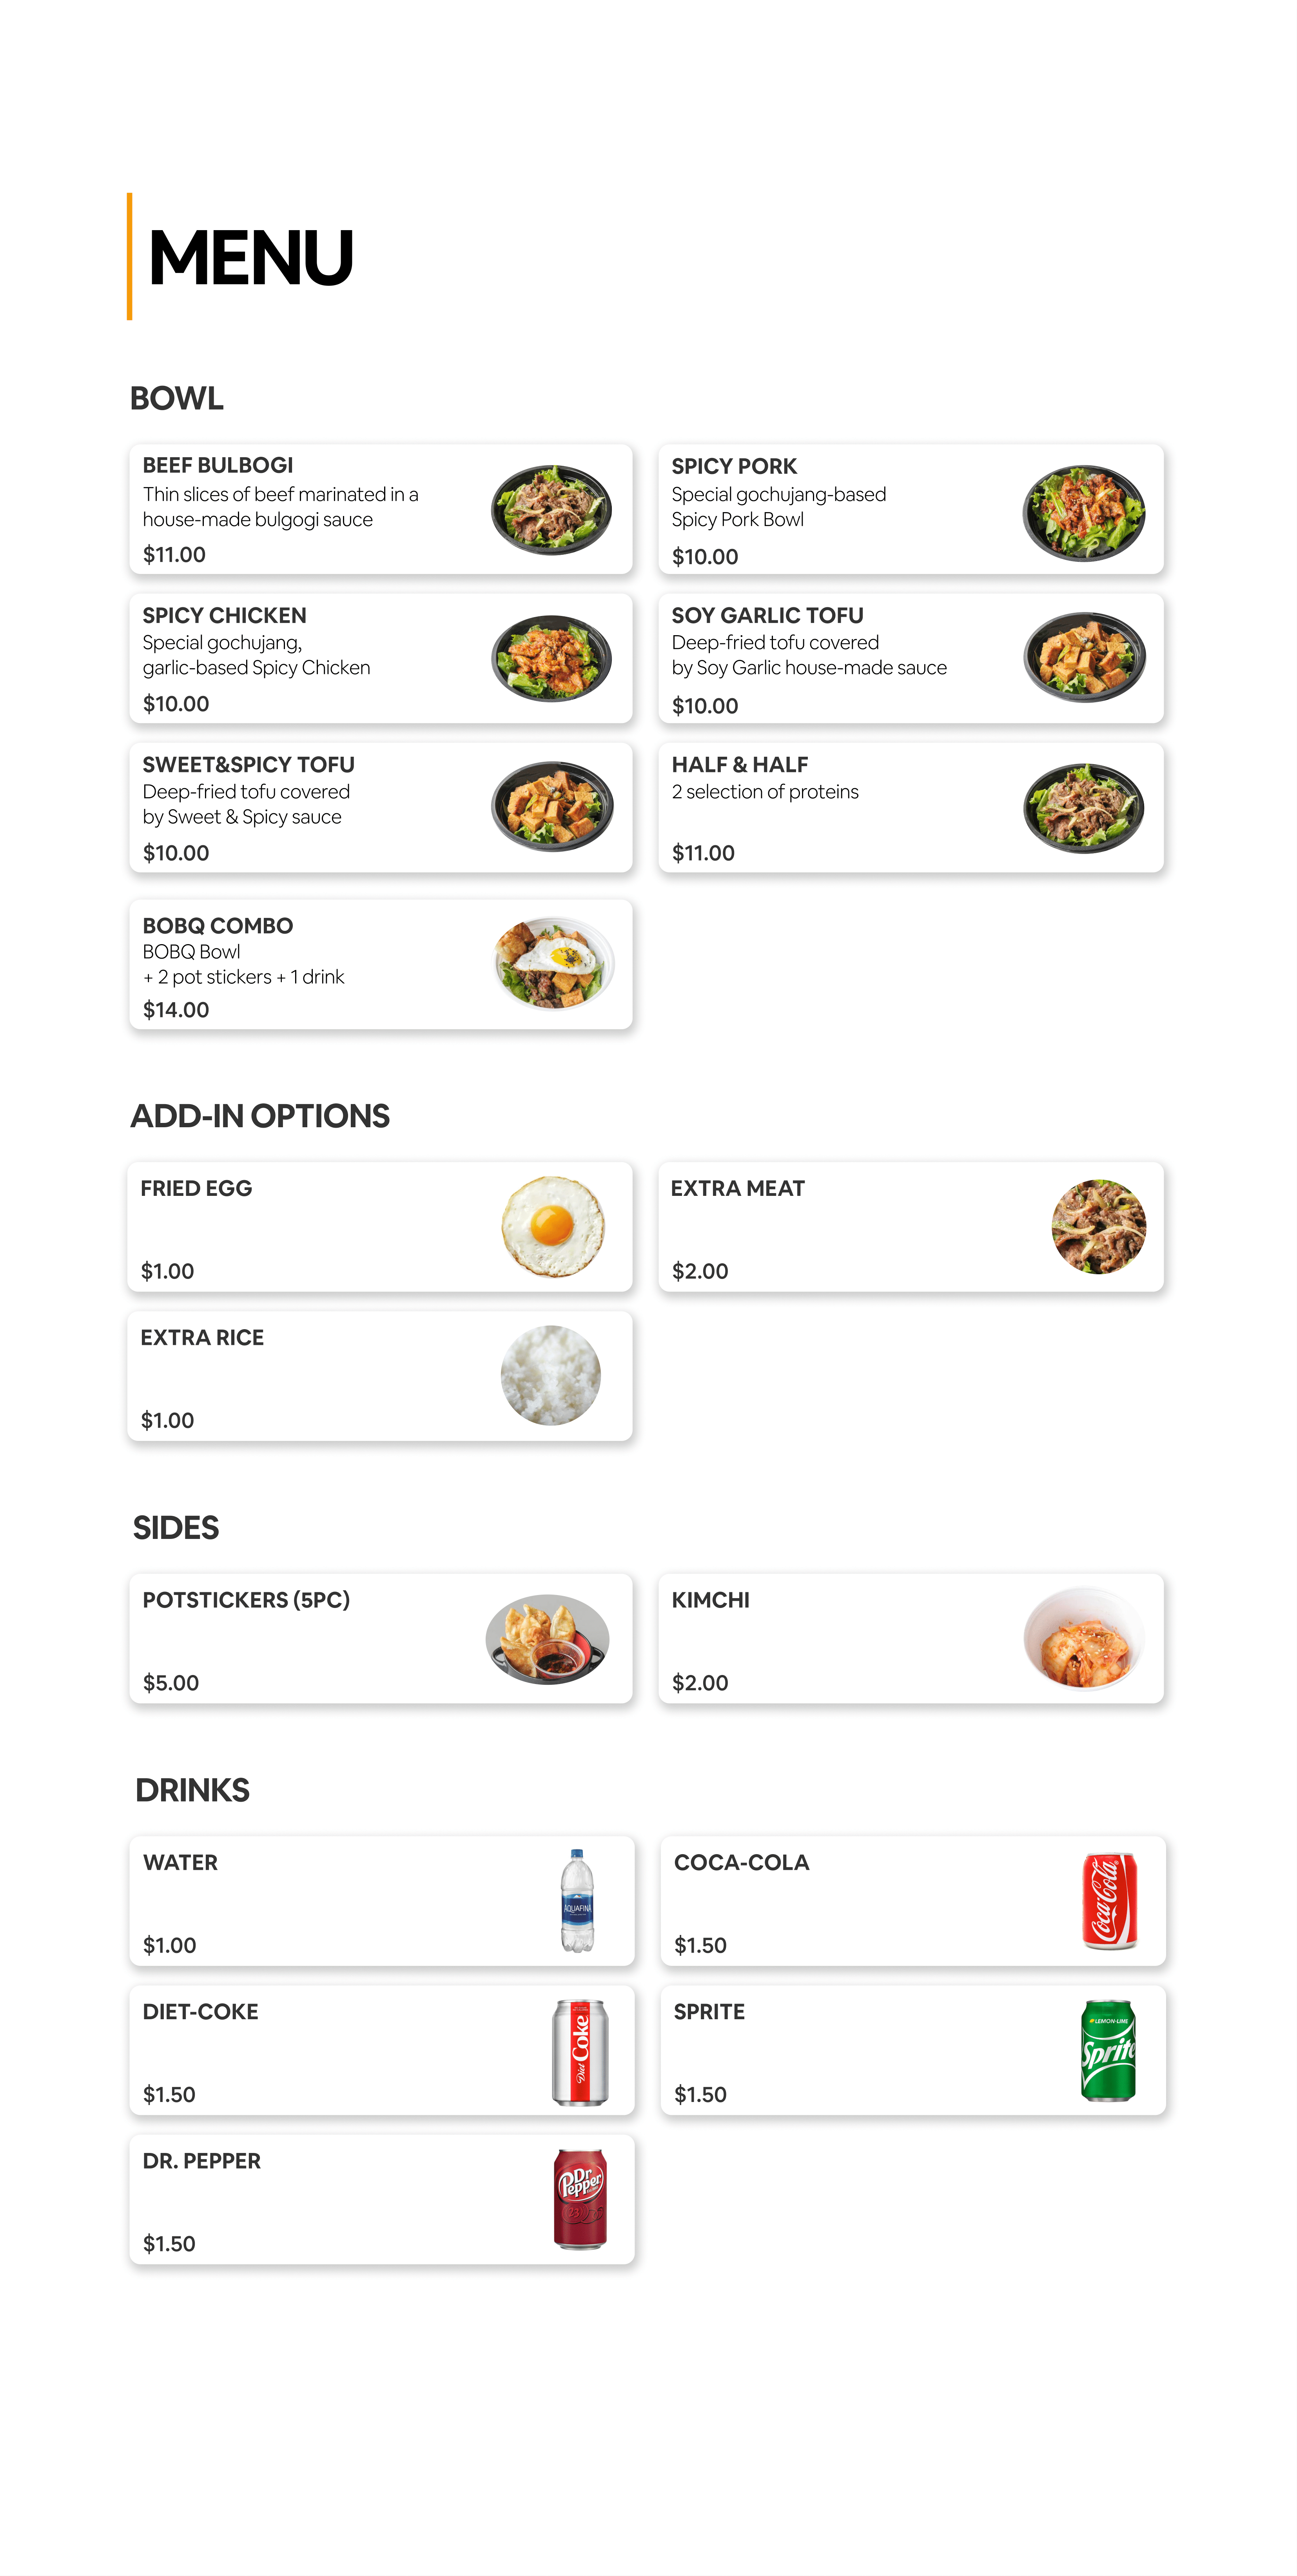 MENU
BOWL
BEEF BULBOGI
Thin slices of beef marinated in a
house-made bulgogi sauce
$11.00
SPICY PORK
Special gochujang-based
Spicy Pork Bowl
$10.00
SPICY CHICKEN
Special gochujang,
garlic-based Spicy Chicken
$10.00
SOY GARLIC TOFU
Deep-fried tofu covered
by Soy Garlic house-made sauce
$10.00
SWEET&SPICY TOFU
Deep-fried tofu covered
by Sweet & Spicy sauce
$10.00
HALF & HALF
2 selection of proteins
$11.00
BOBQ COMBO
BOBQ Bowl
+ 2 pot stickers + 1 drink
$14.00
ADD-IN OPTIONS
FRIED EGG
$1.00
EXTRA MEAT
$2.00
EXTRA RICE
$1.00
SIDES
POTSTICKERS (5PC)
$5.00
KIMCHI
$2.00
DRINKS
WATER
AQUAFINA
$1.00
COCA-COLA
Coca-Cola
$1.50
DIET-COKE
Diet Coke
$1.50
SPRITE
LEMON-LIME
Sprite
$1.50
DR. PEPPER
Dr
Pepper
23
$1.50